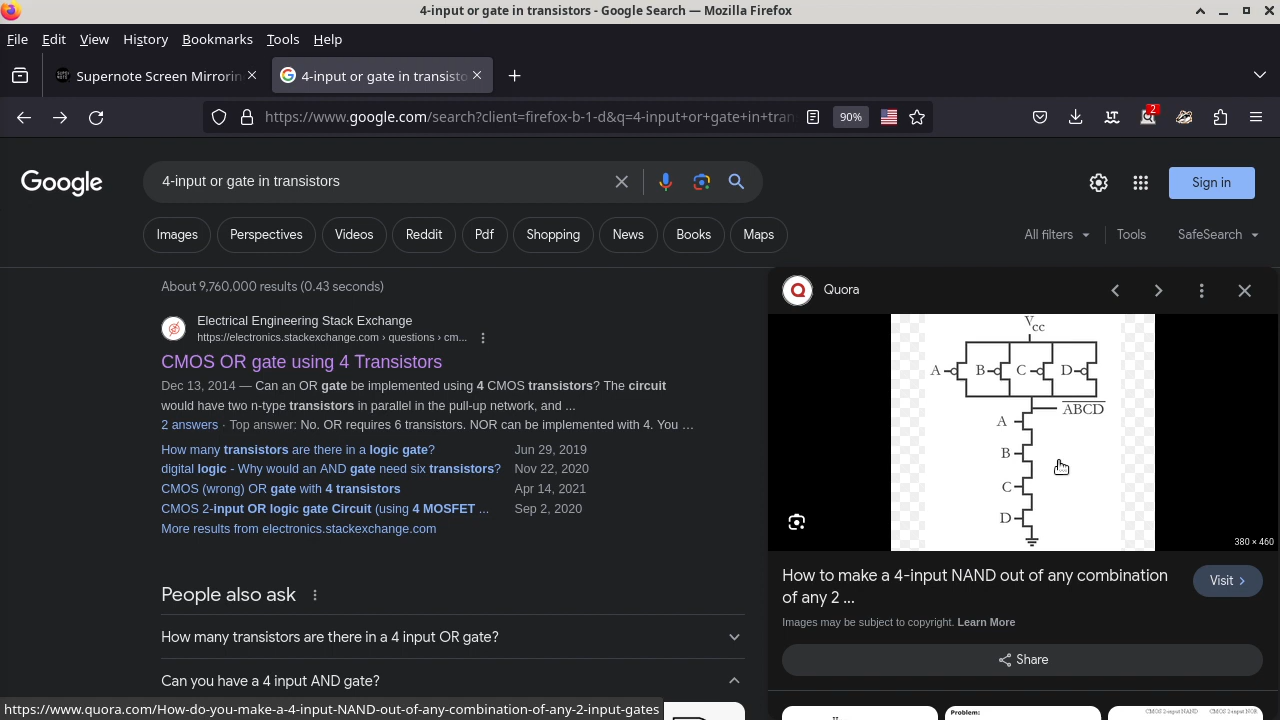 4-input or gate in transistors - Google Search — Mozilla Firefox
File Edit View History Bookmarks Tools Help
Supernote Screen Mirrorin
4-input or gate in transisto
https://www.google.com/search?client=firefox-b-1-d&q=4-input+or+gate+in+tran
90%
2
Google
4-input or gate in transistors
Sign in
Images
Perspectives
Videos
Reddit
Pdf
Shopping
News
Books
Maps
All filters
Tools
SafeSearch
About 9,760,000 results (0.43 seconds)
Electrical Engineering Stack Exchange
https://electronics.stackexchange.com › questions › cm...
CMOS OR gate using 4 Transistors
Dec 13, 2014 — Can an OR gate be implemented using 4 CMOS transistors? The circuit
would have two n-type transistors in parallel in the pull-up network, and ...
2 answers · Top answer: No. OR requires 6 transistors. NOR can be implemented with 4. You …
How many transistors are there in a logic gate? Jun 29, 2019
digital logic - Why would an AND gate need six transistors? Nov 22, 2020
CMOS (wrong) OR gate with 4 transistors Apr 14, 2021
CMOS 2-input OR logic gate Circuit (using 4 MOSFET ... Sep 2, 2020
More results from electronics.stackexchange.com
People also ask
How many transistors are there in a 4 input OR gate?
Can you have a 4 input AND gate?
Quora
Vcc
A B C D
ABCD
A
B
C
D
380 × 460
How to make a 4-input NAND out of any combination
of any 2 ...
Visit
Images may be subject to copyright. Learn More
Share
Problem:
CMOS 2-input NAND CMOS 2-input NOR
https://www.quora.com/How-do-you-make-a-4-input-NAND-out-of-any-combination-of-any-2-input-gates